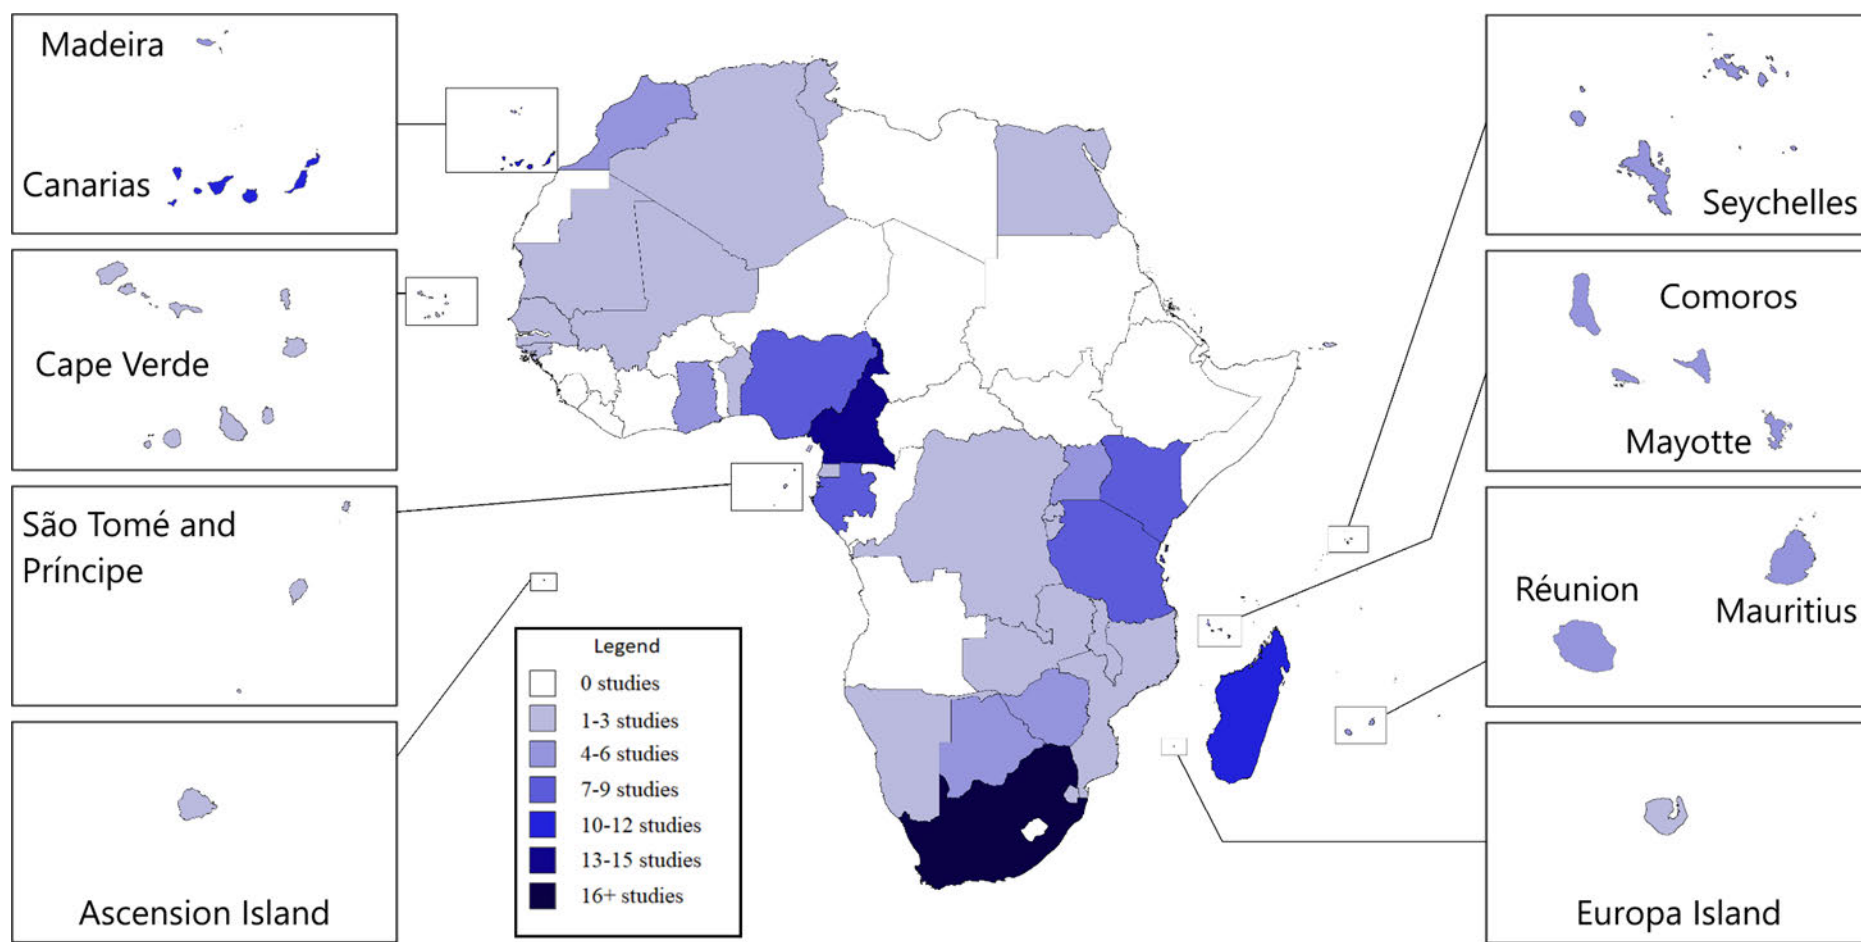 Madeira
Canarias
Cape Verde
São Tomé and
Príncipe
Ascension Island
Legend
0 studies
1-3 studies
4-6 studies
7-9 studies
10-12 studies
13-15 studies
16+ studies
Seychelles
Comoros
Mayotte
Réunion
Mauritius
Europa Island